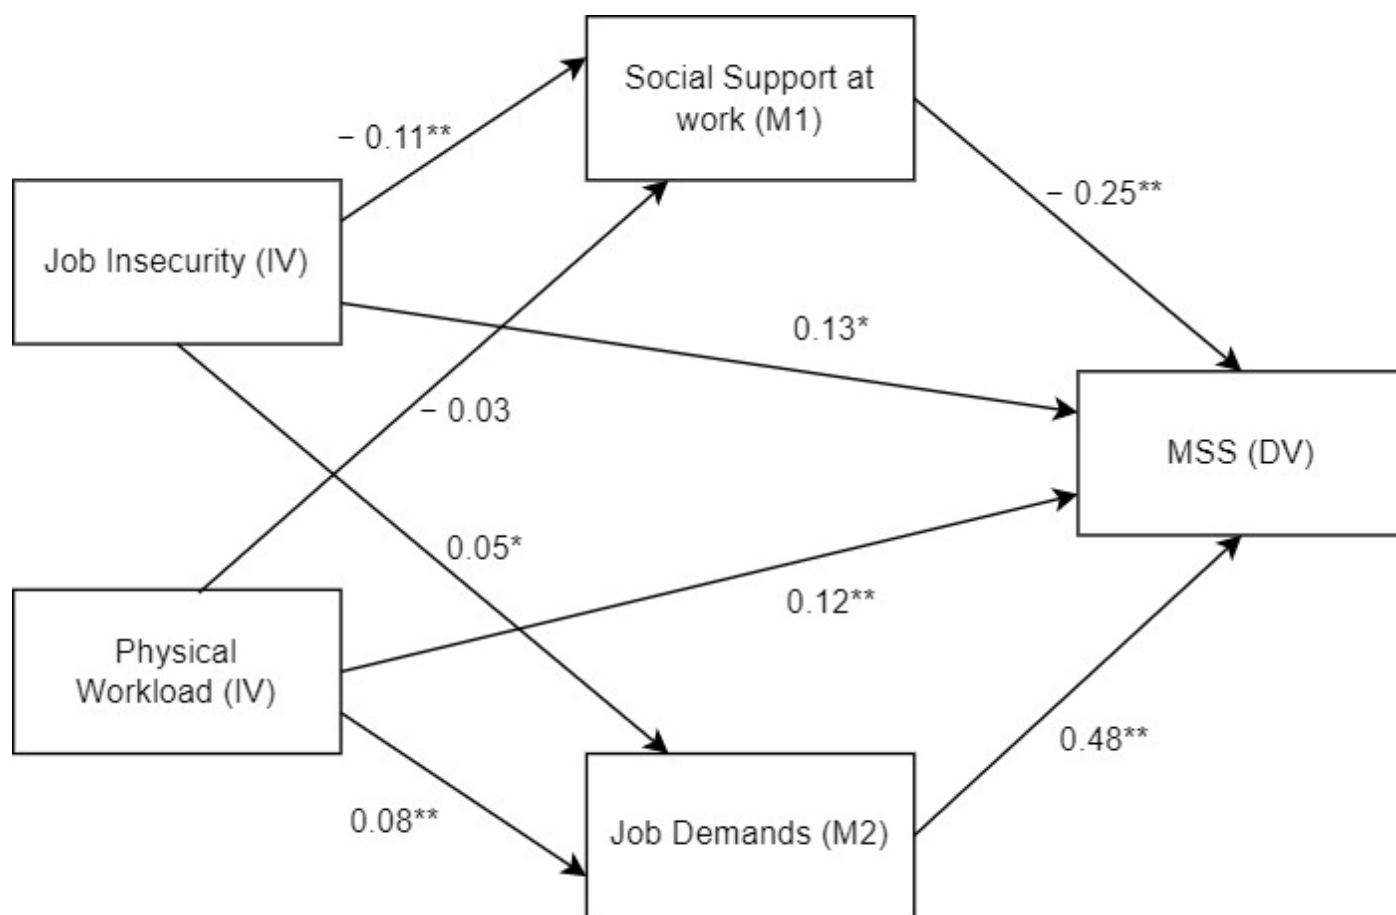 Social Support at
work (M1)
− 0.11**
− 0.25**
Job Insecurity (IV)
0.13*
− 0.03
MSS (DV)
0.05*
0.12**
Physical
Workload (IV)
0.48**
0.08**
Job Demands (M2)